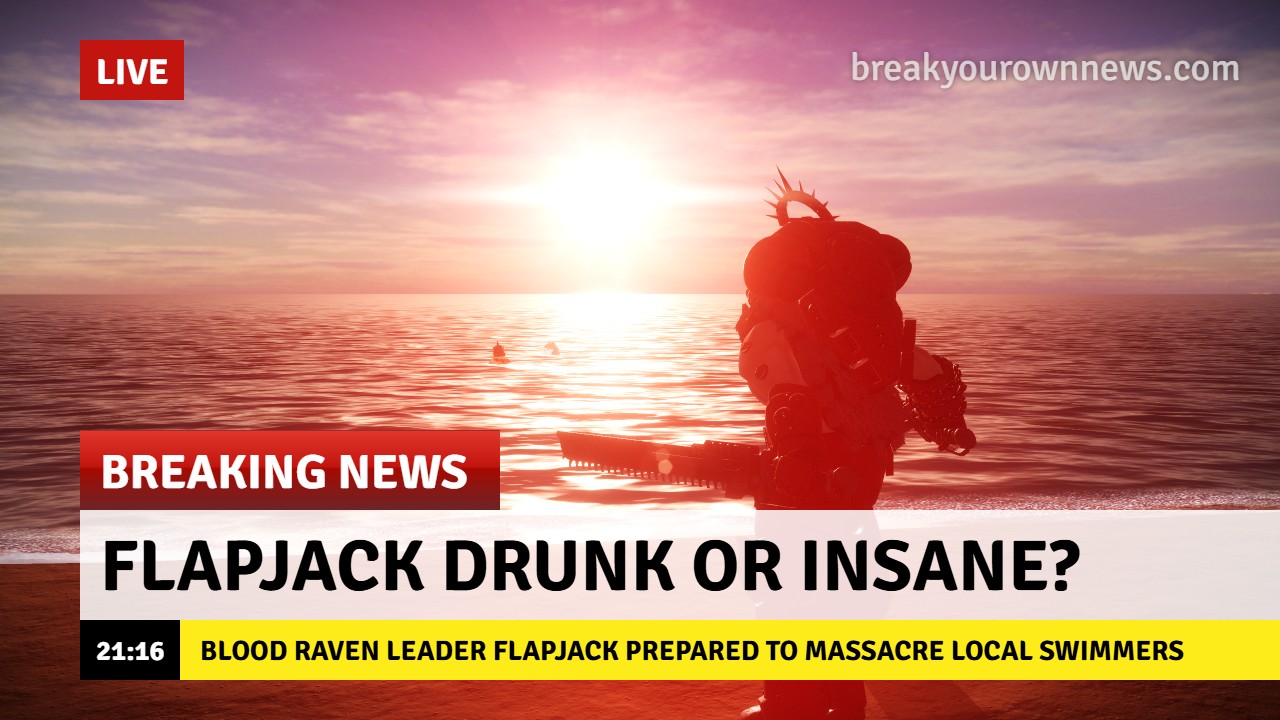 LIVE
breakyourownnews.com
BREAKING NEWS
FLAPJACK DRUNK OR INSANE?
21:16 BLOOD RAVEN LEADER FLAPJACK PREPARED TO MASSACRE LOCAL SWIMMERS